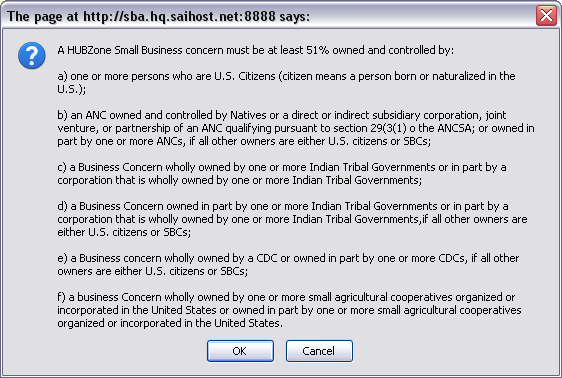 The page at http://sba.hq.saihost.net:8888 says:
A HUBZone Small Business concern must be at least 51% owned and controlled by:
a) one or more persons who are U.S. Citizens (citizen means a person born or naturalized in the
U.S.);
b) an ANC owned and controlled by Natives or a direct or indirect subsidiary corporation, joint
venture, or partnership of an ANC qualifying pursuant to section 29(3(1) o the ANCSA; or owned in
part by one or more ANCs, if all other owners are either U.S. citizens or SBCs;
c) a Business Concern wholly owned by one or more Indian Tribal Governments or in part by a
corporation that is wholly owned by one or more Indian Tribal Governments;
d) a Business Concern owned in part by one or more Indian Tribal Governments or in part by a
corporation that is wholly owned by one or more Indian Tribal Governments,if all other owners are
either U.S. citizens or SBCs;
e) a Business concern wholly owned by a CDC or owned in part by one or more CDCs, if all other
owners are either U.S. citizens or SBCs;
f) a business Concern wholly owned by one or more small agricultural cooperatives organized or
incorporated in the United States or owned in part by one or more small agricultural cooperatives
organized or incorporated in the United States.
OK Cancel